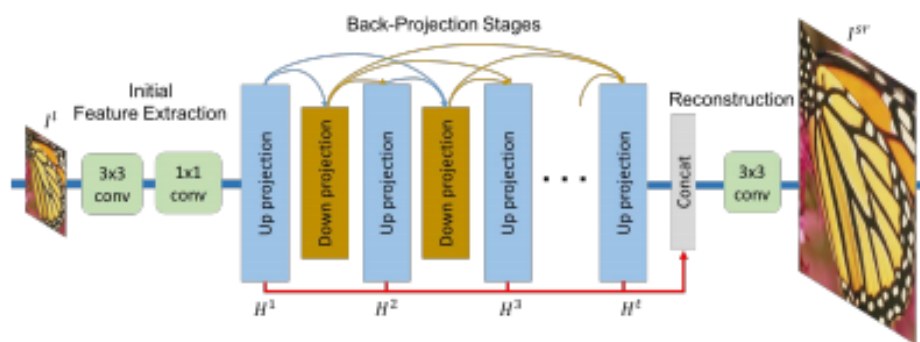 Back-Projection Stages
I^sr
Initial
Feature Extraction
Reconstruction
I^l
3x3
conv
1x1
conv
Up projection
Down projection
Up projection
Down projection
Up projection
...
Up projection
Concat
3x3
conv
H^1
H^2
H^3
H^t